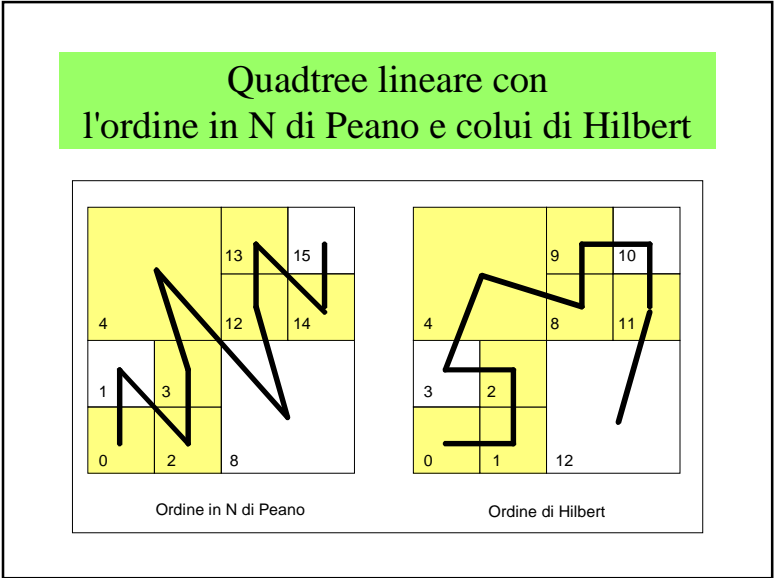 Quadtree lineare con
l'ordine in N di Peano e colui di Hilbert
13 15
4 12 14
1 3
0 2 8
Ordine in N di Peano
9 10
4 8 11
3 2
0 1 12
Ordine di Hilbert